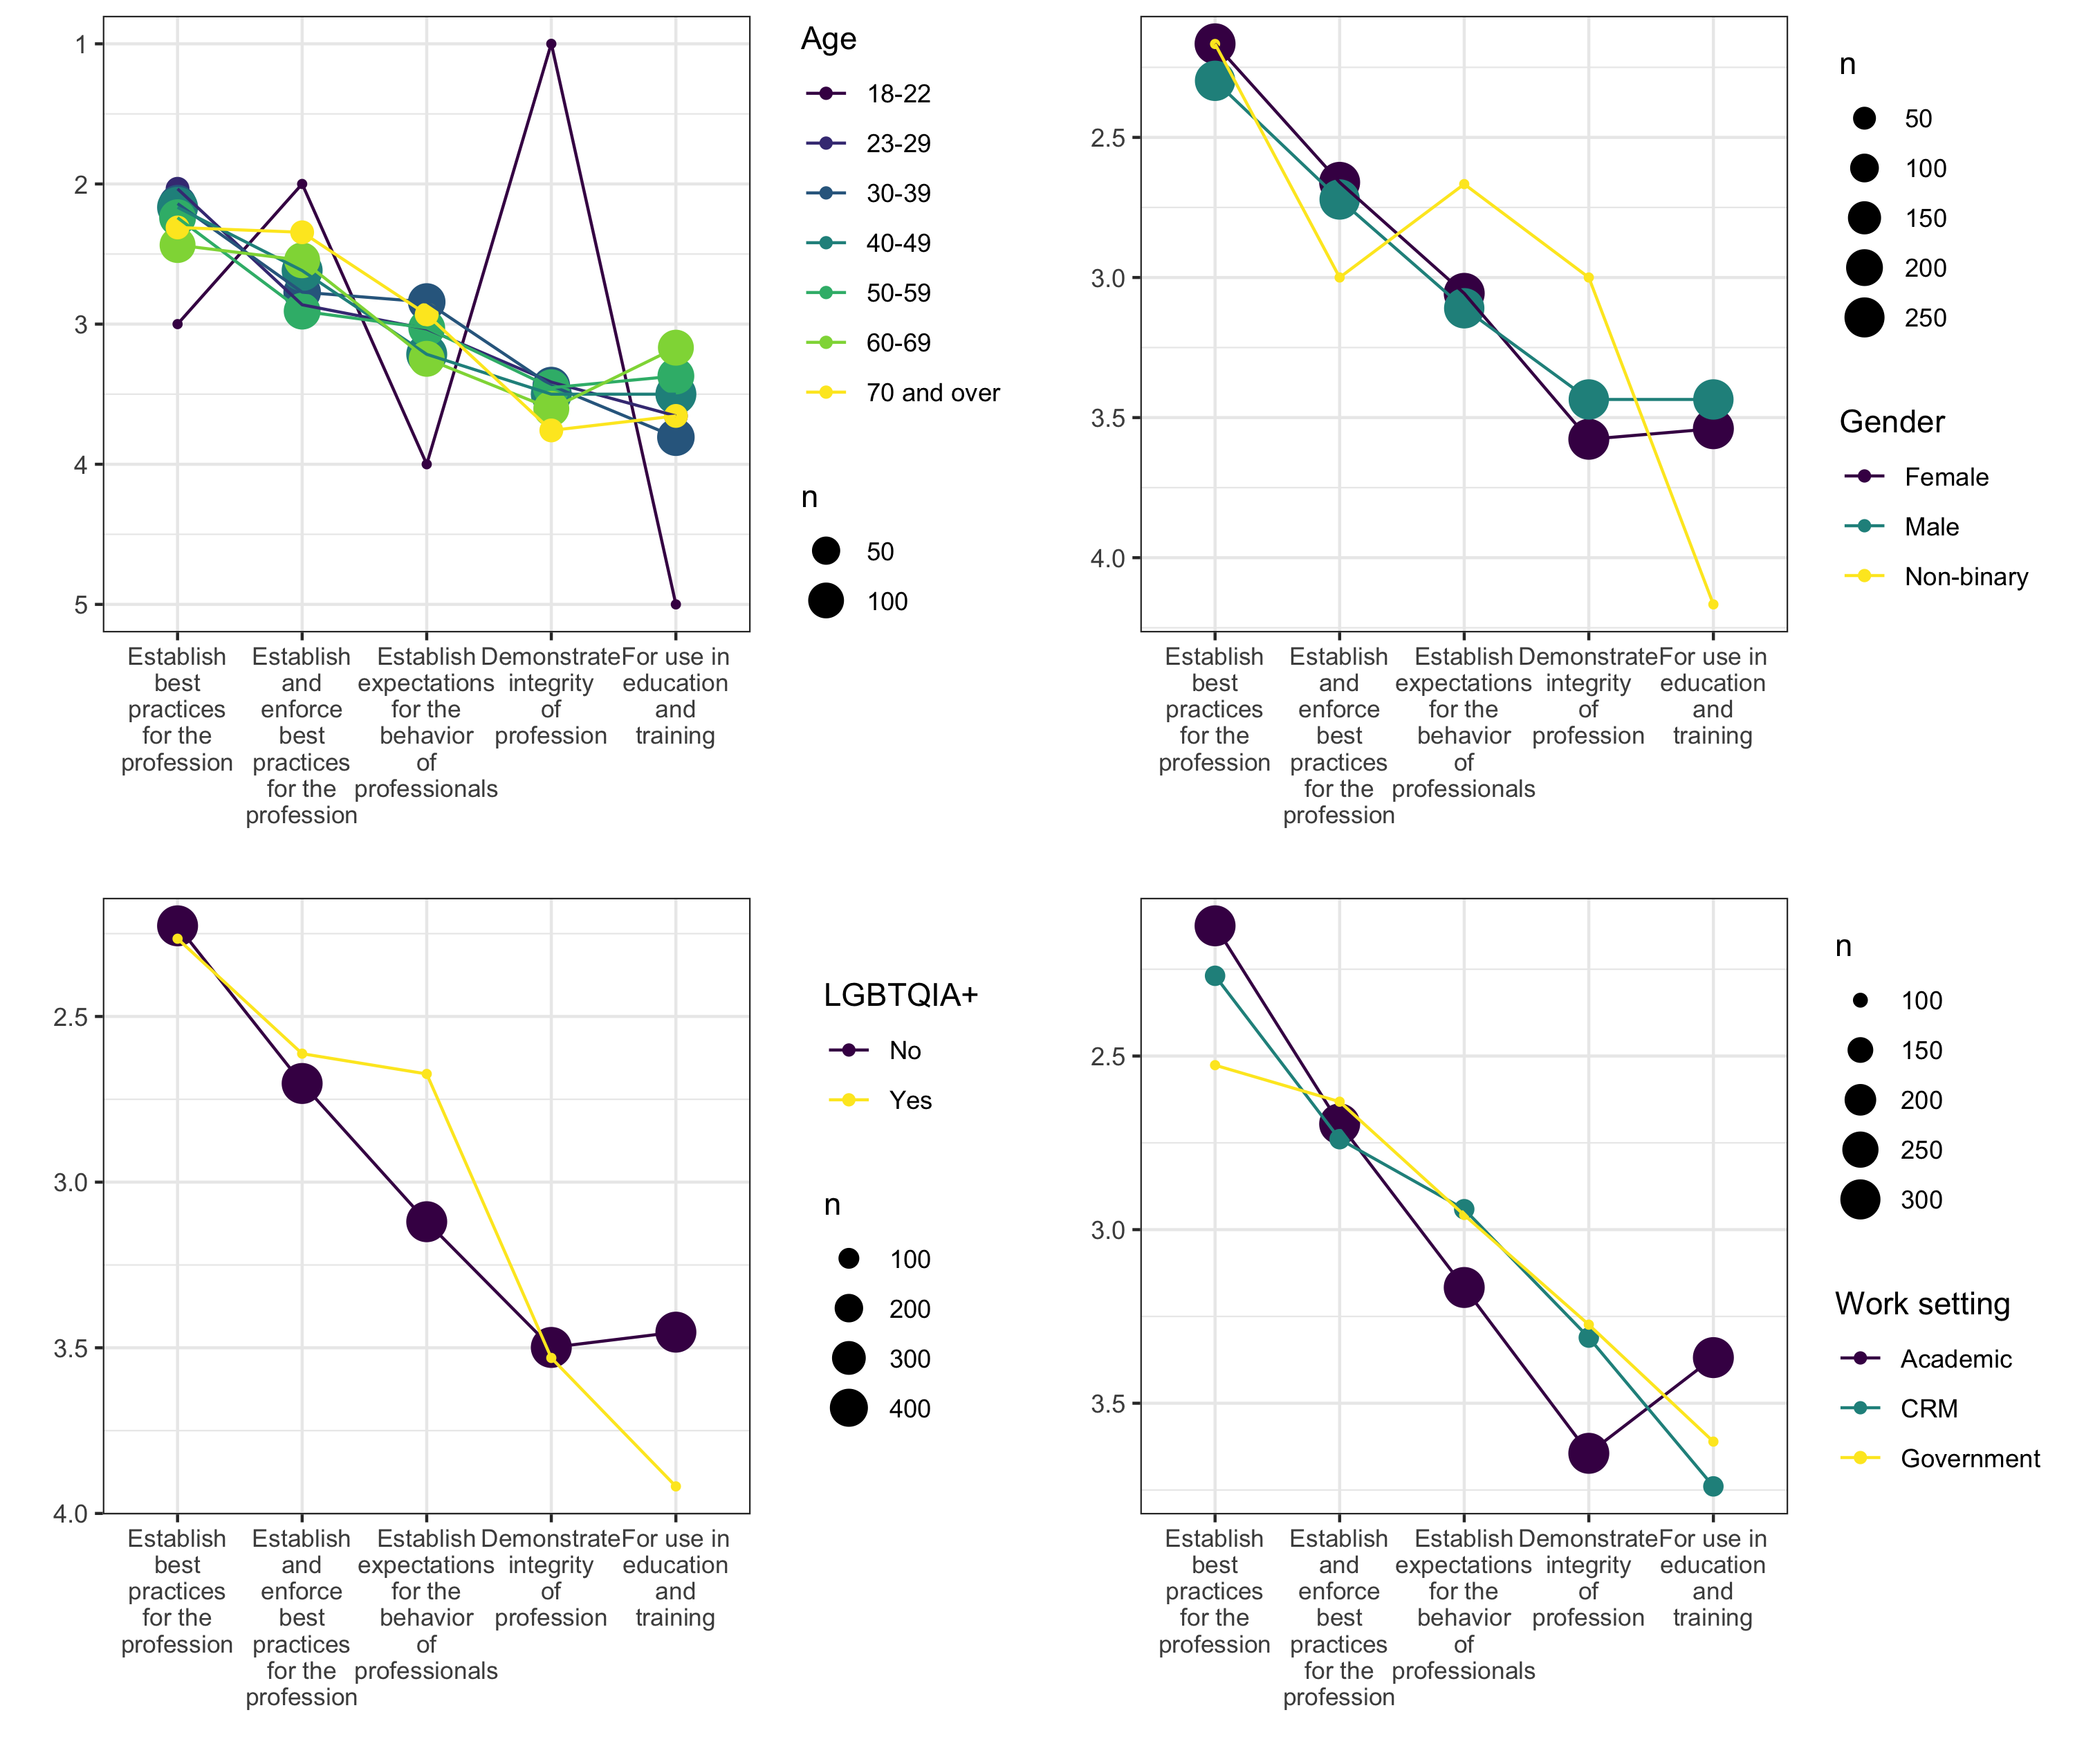 1
2
3
4
5
Establish
best
practices
for the
profession
Establish
and
enforce
best
practices
for the
profession
Establish
expectations
for the
behavior
of
professionals
Demonstrate
integrity
of
profession
For use in
education
and
training
Age
18-22
23-29
30-39
40-49
50-59
60-69
70 and over
n
50
100
2.5
3.0
3.5
4.0
Establish
best
practices
for the
profession
Establish
and
enforce
best
practices
for the
profession
Establish
expectations
for the
behavior
of
professionals
Demonstrate
integrity
of
profession
For use in
education
and
training
n
50
100
150
200
250
Gender
Female
Male
Non-binary
2.5
3.0
3.5
4.0
Establish
best
practices
for the
profession
Establish
and
enforce
best
practices
for the
profession
Establish
expectations
for the
behavior
of
professionals
Demonstrate
integrity
of
profession
For use in
education
and
training
LGBTQIA+
No
Yes
n
100
200
300
400
2.5
3.0
3.5
Establish
best
practices
for the
profession
Establish
and
enforce
best
practices
for the
profession
Establish
expectations
for the
behavior
of
professionals
Demonstrate
integrity
of
profession
For use in
education
and
training
n
100
150
200
250
300
Work setting
Academic
CRM
Government